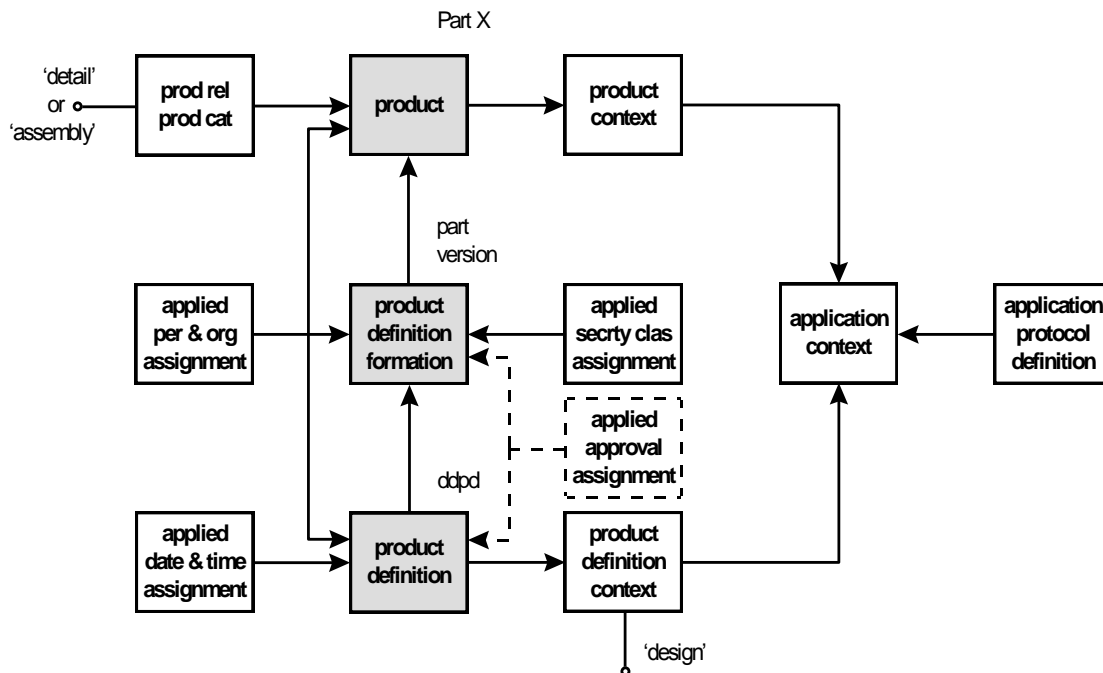 Part X
‘detail’
or
‘assembly’
prod rel
prod cat
product
product
context
part
version
applied
per & org
assignment
product
definition
formation
applied
secrty clas
assignment
application
context
application
protocol
definition
applied
approval
assignment
ddpd
applied
date & time
assignment
product
definition
product
definition
context
‘design’